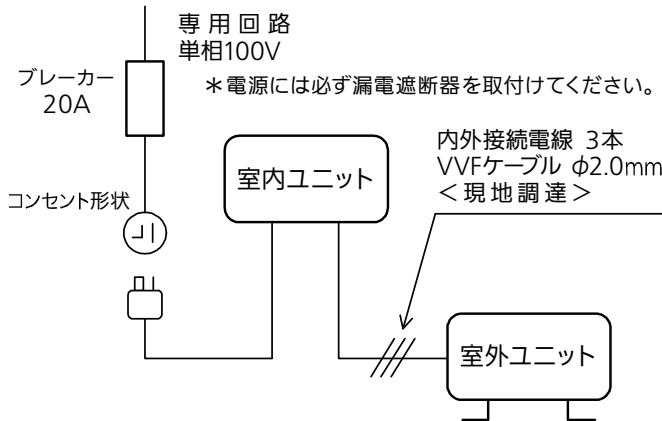 専用回路
単相100V
＊電源には必ず漏電遮断器を取付けてください。
ブレーカー
20A
内外接続電線 3本
VVFケーブル φ2.0mm
＜現地調達＞
室内ユニット
コンセント形状
室外ユニット